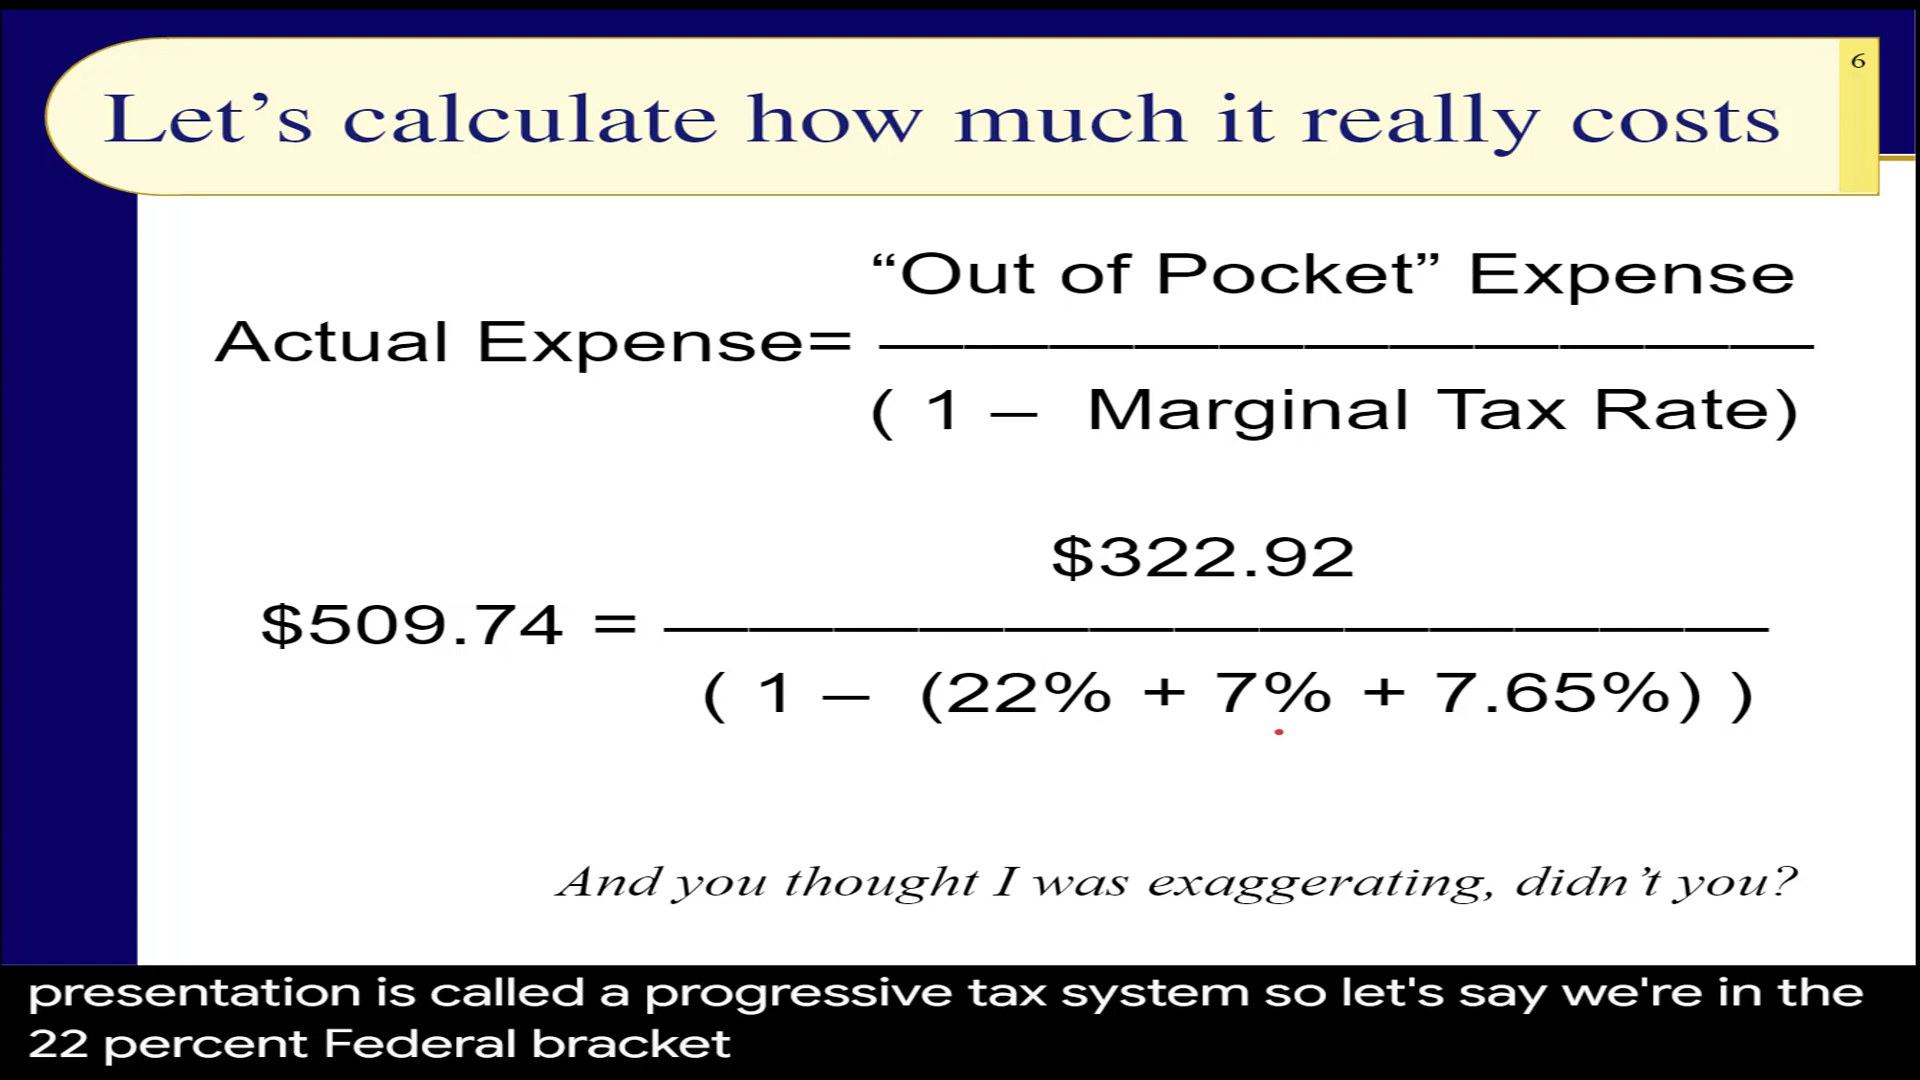 6
Let’s calculate how much it really costs
“Out of Pocket” Expense
Actual Expense=
( 1 – Marginal Tax Rate)
$322.92
$509.74 =
( 1 – (22% + 7% + 7.65%) )
And you thought I was exaggerating, didn’t you?
presentation is called a progressive tax system so let's say we're in the
22 percent Federal bracket